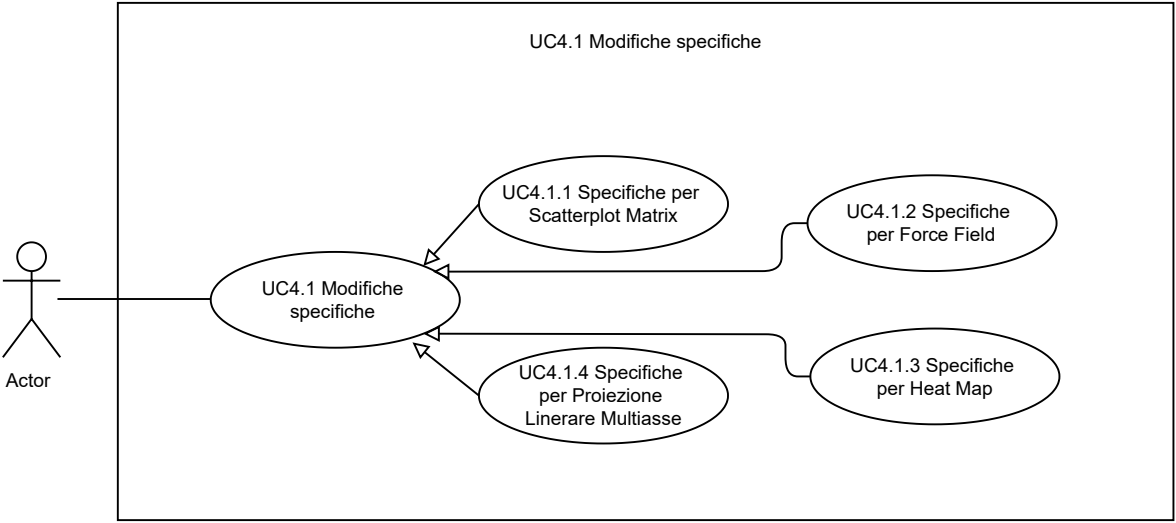 UC4.1 Modifiche specifiche
UC4.1.1 Specifiche per
Scatterplot Matrix
UC4.1.2 Specifiche
per Force Field
UC4.1 Modifiche
specifiche
UC4.1.3 Specifiche
per Heat Map
UC4.1.4 Specifiche
per Proiezione
Linerare Multiasse
Actor